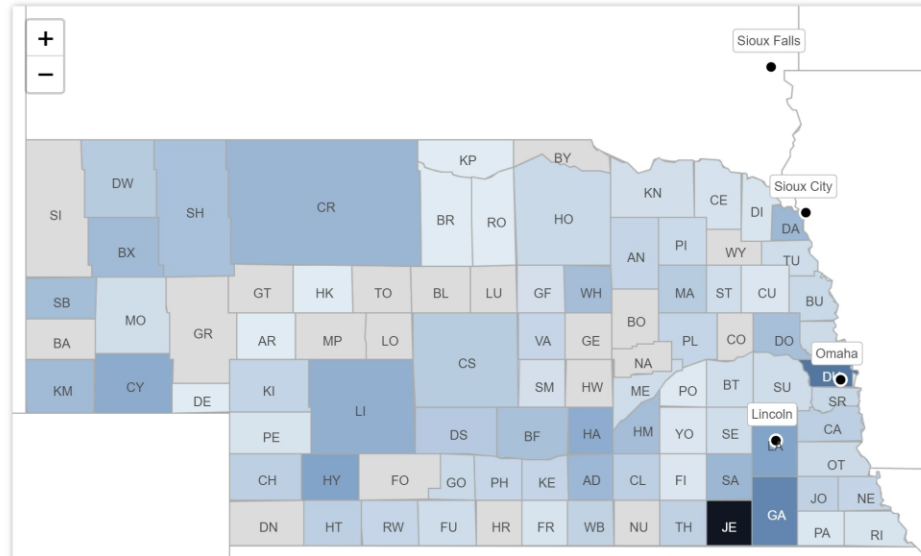 +
−
Sioux Falls
KP
BY
DW
KN
CE
SI
SH
CR
BR
RO
HO
DI
Sioux City
DA
BX
AN
PI
WY
TU
GT
HK
TO
BL
LU
GF
WH
MA
ST
CU
SB
MO
GR
BU
BA
AR
MP
LO
VA
GE
BO
PL
CO
DO
Omaha
NA
CS
KM
CY
DE
KI
LI
SM
HW
ME
PO
BT
SU
SR
Lincoln
PE
DS
BF
HA
HM
YO
SE
LA
CA
OT
CH
HY
FO
GO
PH
KE
AD
CL
FI
SA
JO
NE
DN
HT
RW
FU
HR
FR
WB
NU
TH
JE
GA
PA
RI